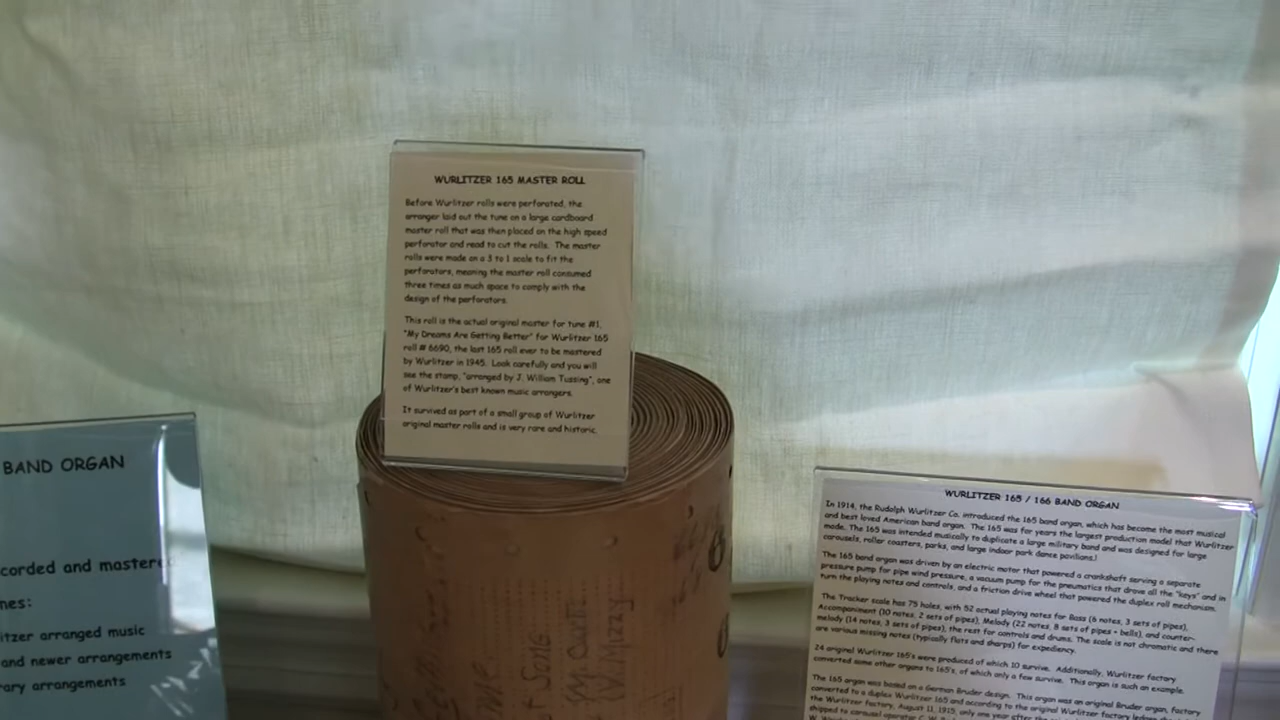 WURLITZER 165 MASTER ROLL
Before Wurlitzer rolls were perforated, the
arranger laid out the tune on a large cardboard
master roll that was then placed on the high speed
perforator and read to cut the rolls. The master
rolls were made on a 3 to 1 scale to fit the
perforators, meaning the master roll consumed
three times as much space to comply with the
design of the perforators.
This roll is the actual original master for tune #1,
"My Dreams Are Getting Better" for Wurlitzer 165
roll # 6690, the last 165 roll ever to be mastered
by Wurlitzer in 1945. Look carefully and you will
see the stamp, "arranged by J. William Tussing", one
of Wurlitzer's best known music arrangers.
It survived as part of a small group of Wurlitzer
original master rolls and is very rare and historic.
BAND ORGAN
corded and mastere
nes:
itzer arranged music
and newer arrangements
ary arrangements
Song
My Aunt
WURLITZER 165 / 166 BAND ORGAN
In 1914, the Rudolph Wurlitzer Co. introduced the 165 band organ, which has become the most musical
and best loved American band organ. The 165 was for years the largest production model that Wurlitzer
made. The 165 was intended musically to duplicate a large military band and was designed for large
carousels, roller coasters, parks, and large indoor park dance pavilions.)
The 165 band organ was driven by an electric motor that powered a crankshaft serving a separate
pressure pump for pipe wind pressure, a vacuum pump for the pneumatics that drove all the "keys" and in
turn the playing notes and controls, and a friction drive wheel that powered the duplex roll mechanism.
The Tracker scale has 75 holes, with 52 actual playing notes for Bass (6 notes, 3 sets of pipes),
Accompaniment (10 notes, 2 sets of pipes), Melody (22 notes, 8 sets of pipes + bells), and counter-
melody (14 notes, 3 sets of pipes), the rest for controls and drums. The scale is not chromatic and there
are various missing notes (typically flats and sharps) for expediency.
24 original Wurlitzer 165's were produced of which 10 survive. Additionally, Wurlitzer factory
converted some other organs to 165's, of which only a few survive. This organ is such an example.
The 165 organ was based on a German Bruder design. This organ was an original Bruder organ, factory
converted to a duplex Wurlitzer 165 and according to the original Wurlitzer factory ledger
the Wurlitzer factory, August 11, 1915, only one year after the
shipped to carousel operator C. W.